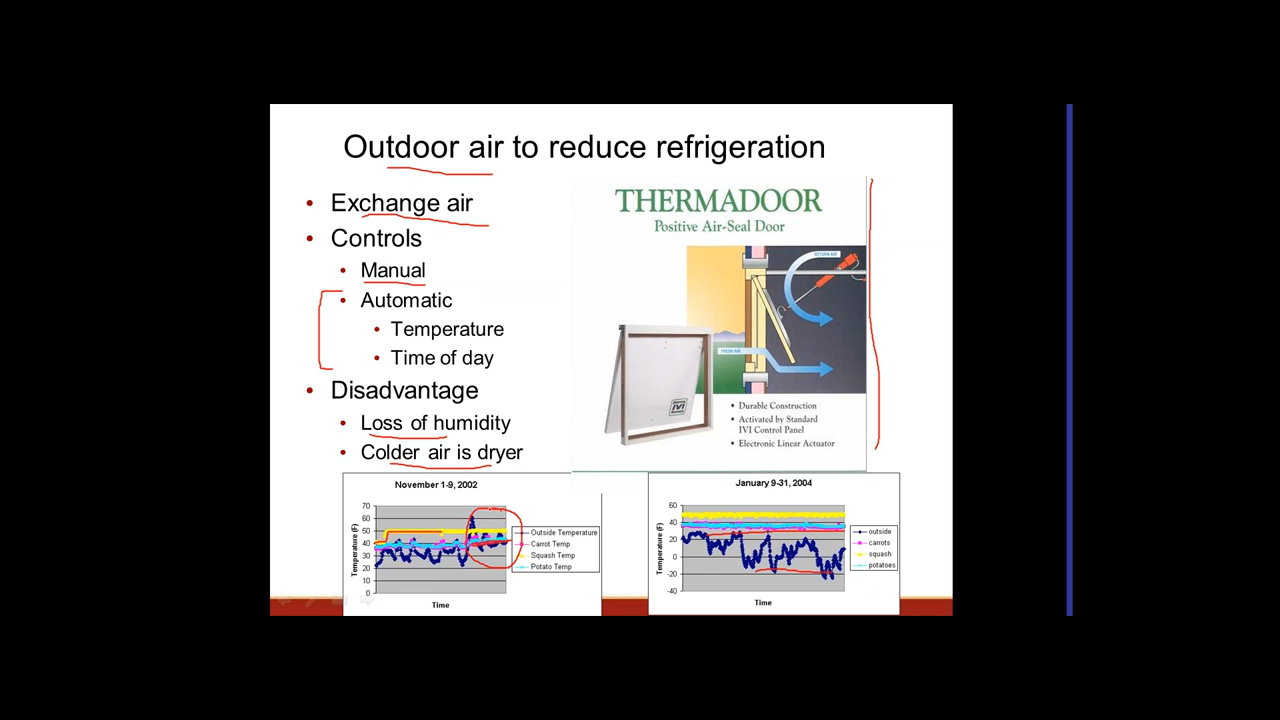 Outdoor air to reduce refrigeration
• Exchange air
• Controls
• Manual
• Automatic
• Temperature
• Time of day
• Disadvantage
• Loss of humidity
• Colder air is dryer
THERMADOOR
Positive Air-Seal Door
RETURN AIR
FRESH AIR
IVI
• Durable Construction
• Activated by Standard
IVI Control Panel
• Electronic Linear Actuator
November 1-9, 2002
Temperature (F)
70
60
50
40
30
20
10
0
Time
Outside Temperature
Carrot Temp
Squash Temp
Potato Temp
January 9-31, 2004
Temperature (F)
60
40
20
0
-20
-40
Time
outside
carrots
squash
potatoes